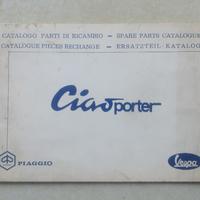 CATALOGO PARTI DI RICAMBIO – SPARE PARTS CATALOGUE
CATALOGUE PIECES RECHANGE – ERSATZTEIL-KATALOG
Ciao porter
PIAGGIO
Vespa